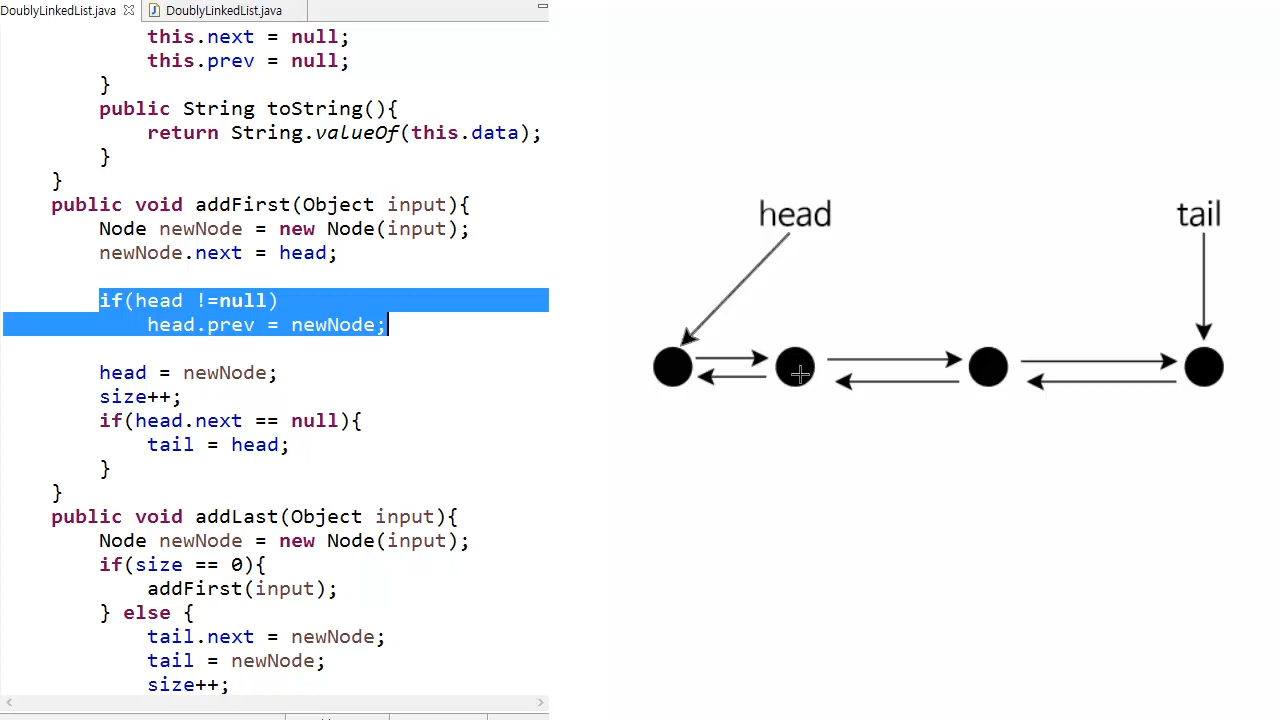 DoublyLinkedList.java DoublyLinkedList.java
this.next = null;
this.prev = null;
}
public String toString(){
return String.valueOf(this.data);
}
}
public void addFirst(Object input){
Node newNode = new Node(input);
newNode.next = head;
if(head !=null)
head.prev = newNode;
head = newNode;
size++;
if(head.next == null){
tail = head;
}
}
public void addLast(Object input){
Node newNode = new Node(input);
if(size == 0){
addFirst(input);
} else {
tail.next = newNode;
tail = newNode;
size++;
head
tail